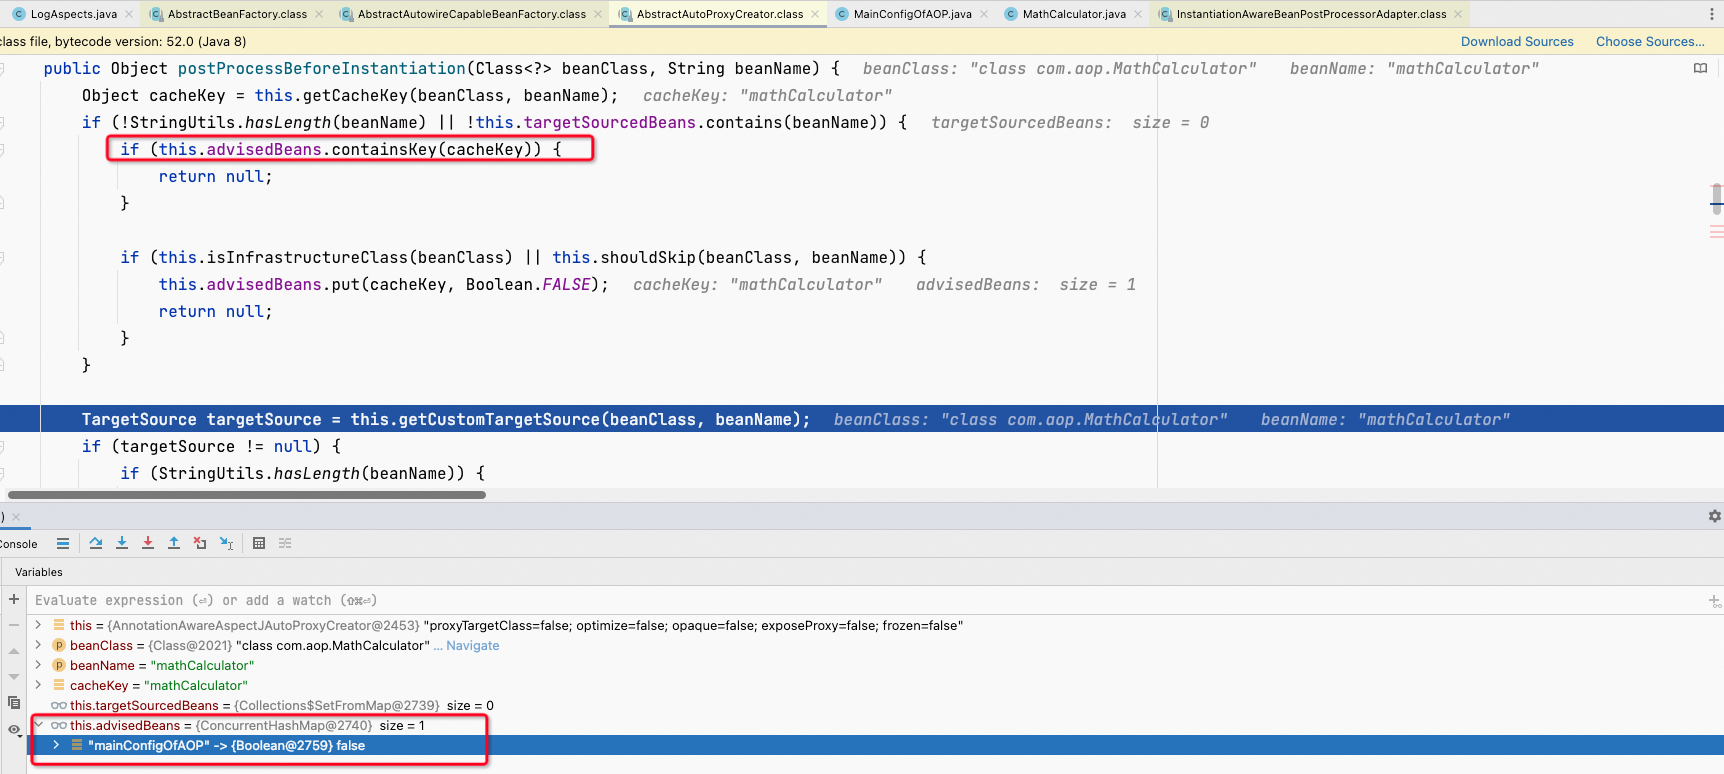 LogAspects.java AbstractBeanFactory.class AbstractAutowireCapableBeanFactory.class AbstractAutoProxyCreator.class MainConfigOfAOP.java MathCalculator.java InstantiationAwareBeanPostProcessorAdapter.class
class file, bytecode version: 52.0 (Java 8) Download Sources Choose Sources...
public Object postProcessBeforeInstantiation(Class<?> beanClass, String beanName) { beanClass: "class com.aop.MathCalculator" beanName: "mathCalculator"
Object cacheKey = this.getCacheKey(beanClass, beanName); cacheKey: "mathCalculator"
if (!StringUtils.hasLength(beanName) || !this.targetSourcedBeans.contains(beanName)) { targetSourcedBeans: size = 0
if (this.advisedBeans.containsKey(cacheKey)) {
return null;
}
if (this.isInfrastructureClass(beanClass) || this.shouldSkip(beanClass, beanName)) {
this.advisedBeans.put(cacheKey, Boolean.FALSE); cacheKey: "mathCalculator" advisedBeans: size = 1
return null;
}
}
TargetSource targetSource = this.getCustomTargetSource(beanClass, beanName); beanClass: "class com.aop.MathCalculator" beanName: "mathCalculator"
if (targetSource != null) {
if (StringUtils.hasLength(beanName)) {
)
Console
Variables
Evaluate expression (⏎) or add a watch (⇧⌘⏎)
this = {AnnotationAwareAspectJAutoProxyCreator@2453} "proxyTargetClass=false; optimize=false; opaque=false; exposeProxy=false; frozen=false"
beanClass = {Class@2021} "class com.aop.MathCalculator" ... Navigate
beanName = "mathCalculator"
cacheKey = "mathCalculator"
this.targetSourcedBeans = {Collections$SetFromMap@2739} size = 0
this.advisedBeans = {ConcurrentHashMap@2740} size = 1
"mainConfigOfAOP" -> {Boolean@2759} false